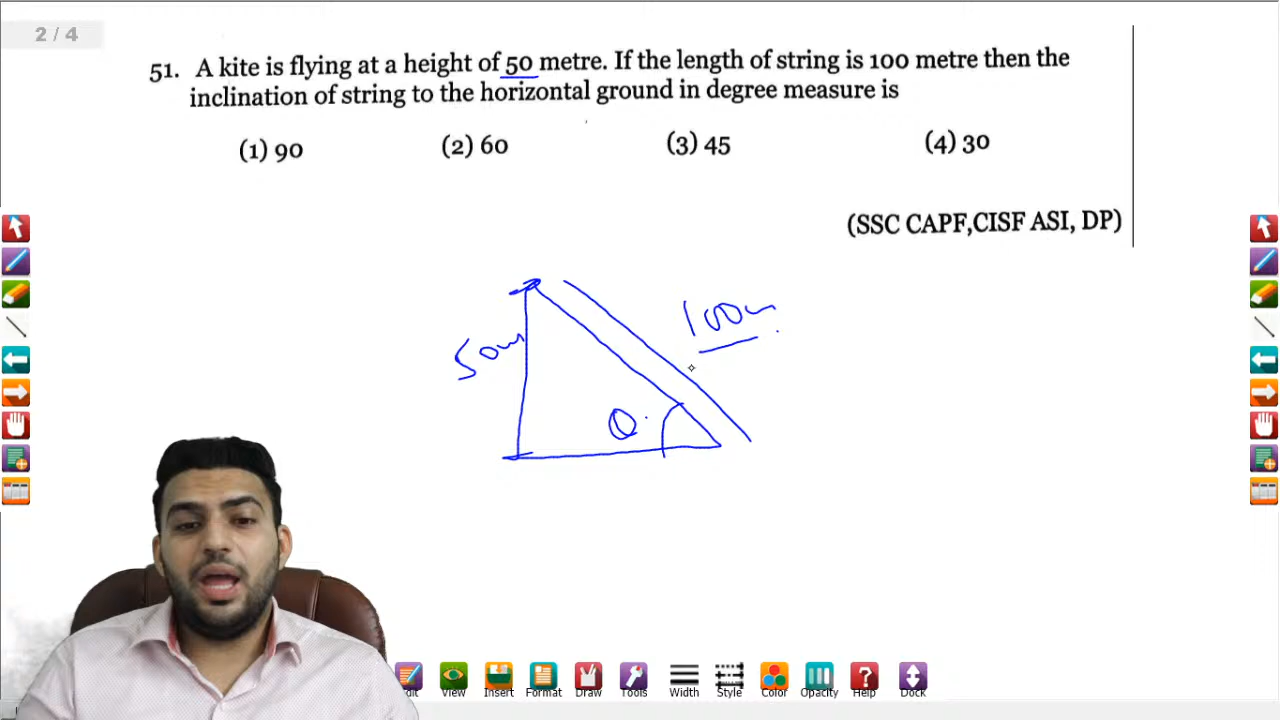 2 / 4
51. A kite is flying at a height of 50 metre. If the length of string is 100 metre then the
inclination of string to the horizontal ground in degree measure is
(1) 90 (2) 60 (3) 45 (4) 30
(SSC CAPF,CISF ASI, DP)
100m
50m
θ
View Insert Format Draw Tools Width Style Color Opacity Help Dock